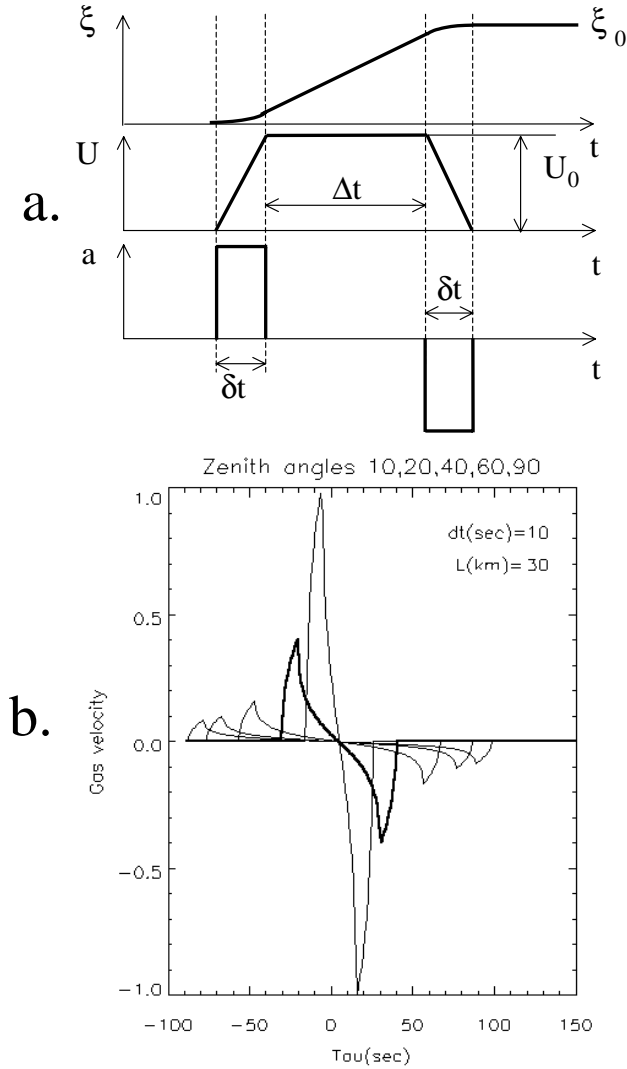 ξ
ξ₀
t
a.
U
Δt
U₀
t
a
δt
δt
t
b.
Zenith angles 10,20,40,60,90
dt(sec)=10
L(km)= 30
Gas velocity
1.0
0.5
0.0
−0.5
−1.0
−100
−50
0
50
100
150
Tau(sec)